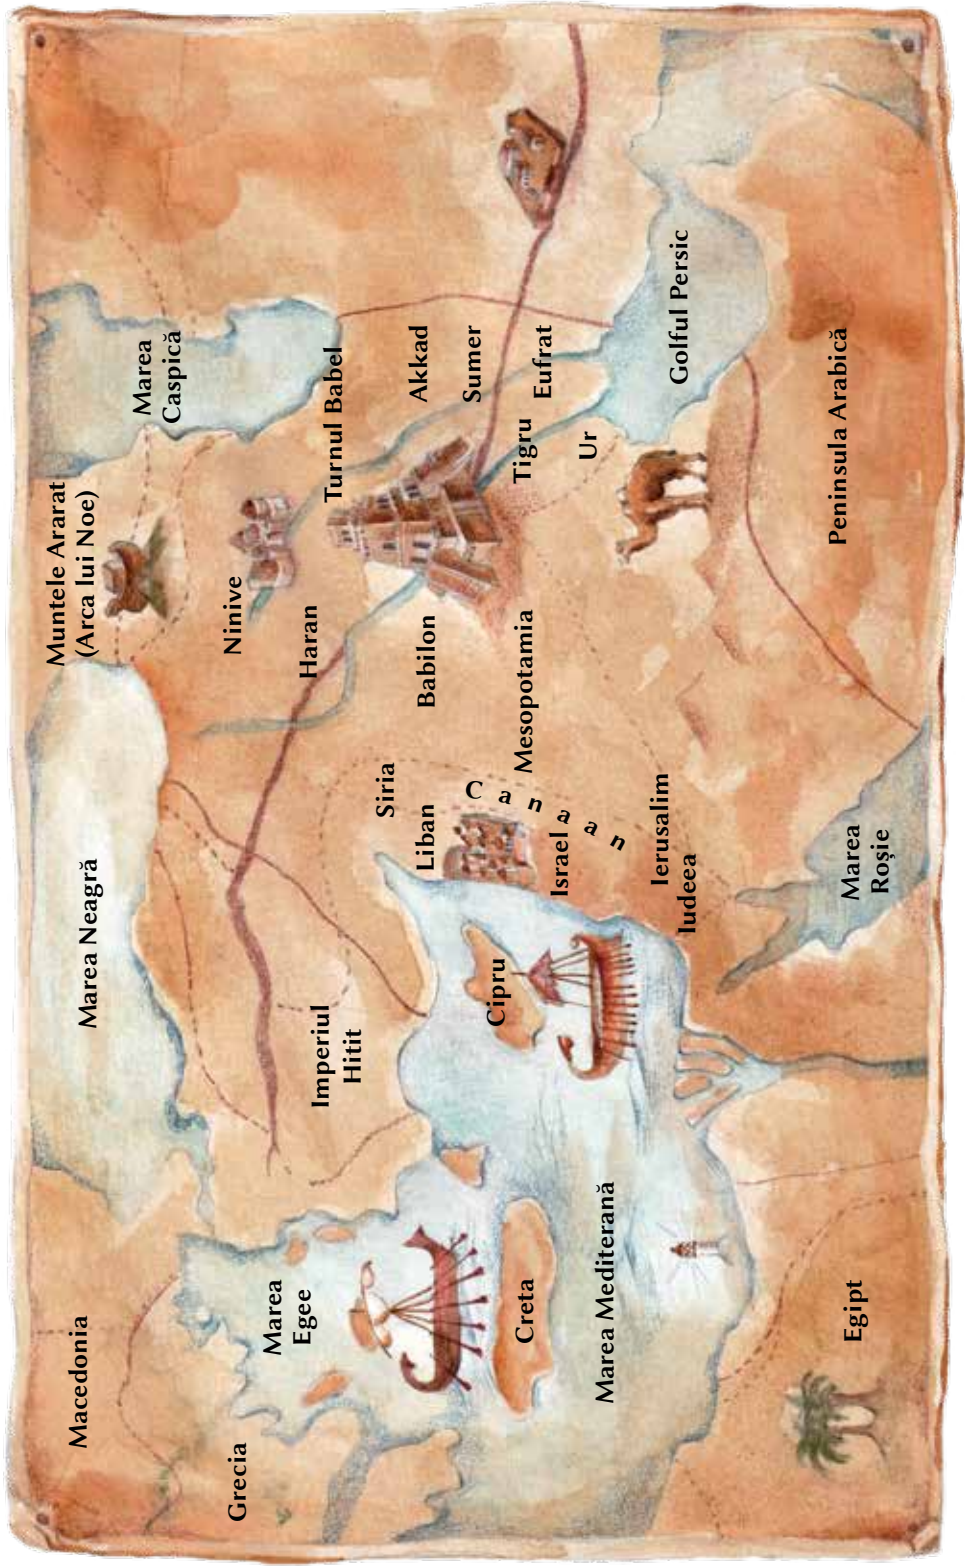 Macedonia
Marea Neagră
Muntele Ararat
(Arca lui Noe)
Marea
Caspică
Grecia
Marea
Egee
Imperiul
Hitit
Haran
Ninive
Turnul Babel
Siria
Liban
Babilon
Akkad
Sumer
Canaan
Creta
Cipru
Israel
Mesopotamia
Tigru
Eufrat
Ur
Marea Mediterană
Ierusalim
Iudeea
Golful Persic
Egipt
Marea
Roșie
Peninsula Arabică